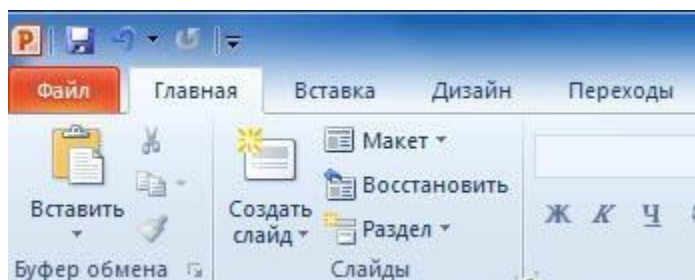 P
Файл Главная Вставка Дизайн Переходы
Макет
Восстановить
Вставить
Создать слайд
Раздел
Ж К Ч
Буфер обмена Слайды